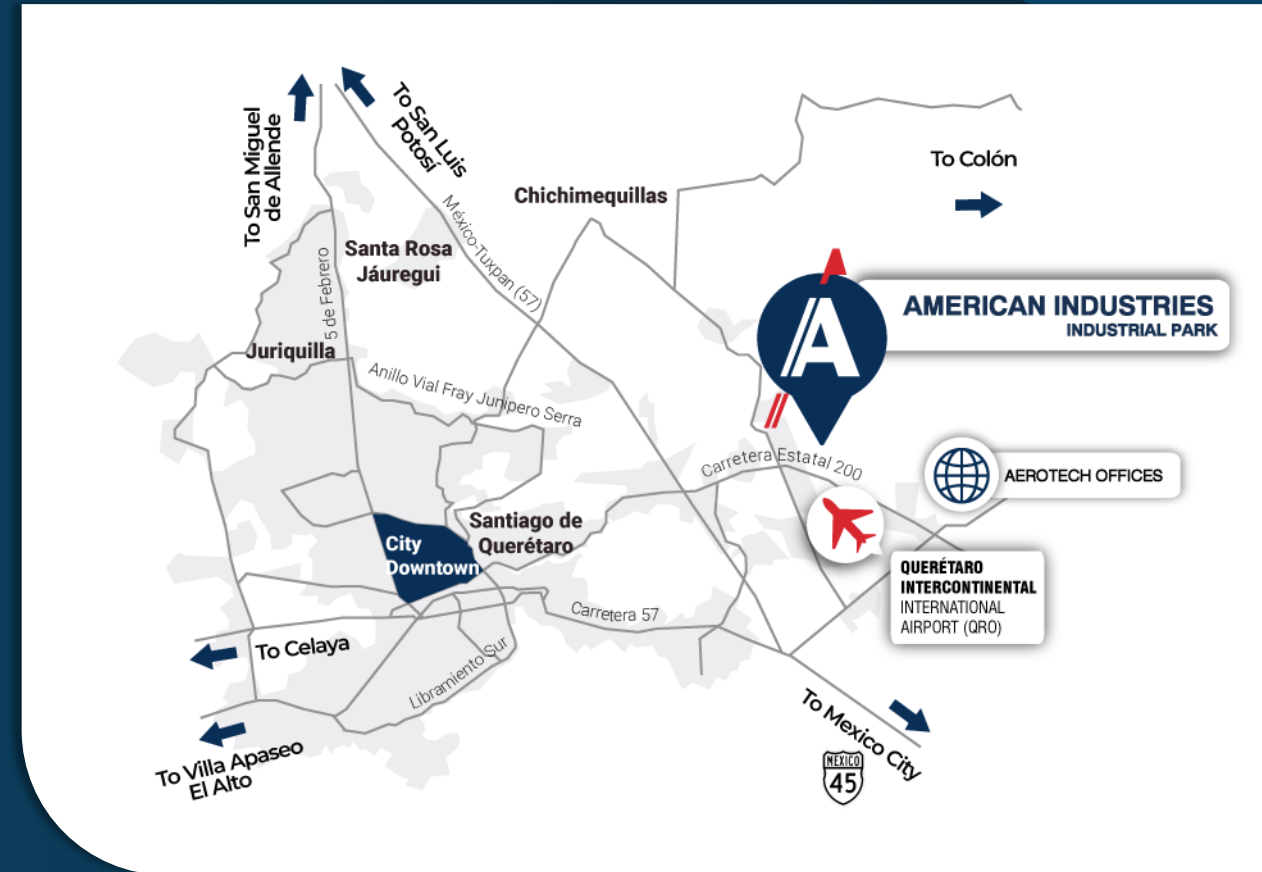 To San Miguel
de Allende
To San Luis
Potosí
To Colón
Chichimequillas
México-Tuxpan (57)
Santa Rosa
Jáuregui
5 de Febrero
AMERICAN INDUSTRIES
INDUSTRIAL PARK
A
Juriquilla
Anillo Vial Fray Junipero Serra
Carretera Estatal 200
AEROTECH OFFICES
Santiago de
Querétaro
City
Downtown
QUERÉTARO
INTERCONTINENTAL
INTERNATIONAL
AIRPORT (QRO)
Carretera 57
To Celaya
Libramiento Sur
To Mexico City
To Villa Apaseo
El Alto
MEXICO
45